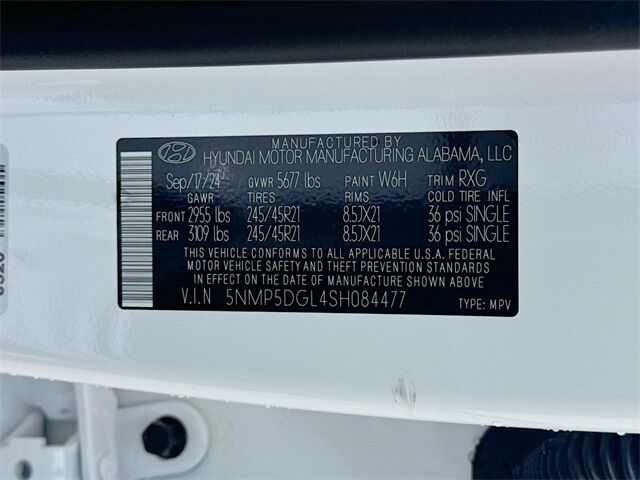 MANUFACTURED BY
HYUNDAI MOTOR MANUFACTURING ALABAMA, LLC
Sep/17/24 GVWR 5677 lbs PAINT W6H TRIM RXG
GAWR TIRES RIMS COLD TIRE INFL
FRONT 2955 lbs 245/45R21 8.5JX21 36 psi SINGLE
REAR 3109 lbs 245/45R21 8.5JX21 36 psi SINGLE
THIS VEHICLE CONFORMS TO ALL APPLICABLE U.S.A. FEDERAL
MOTOR VEHICLE SAFETY AND THEFT PREVENTION STANDARDS
IN EFFECT ON THE DATE OF MANUFACTURE SHOWN ABOVE
V.I.N 5NMP5DGL4SH084477 TYPE: MPV